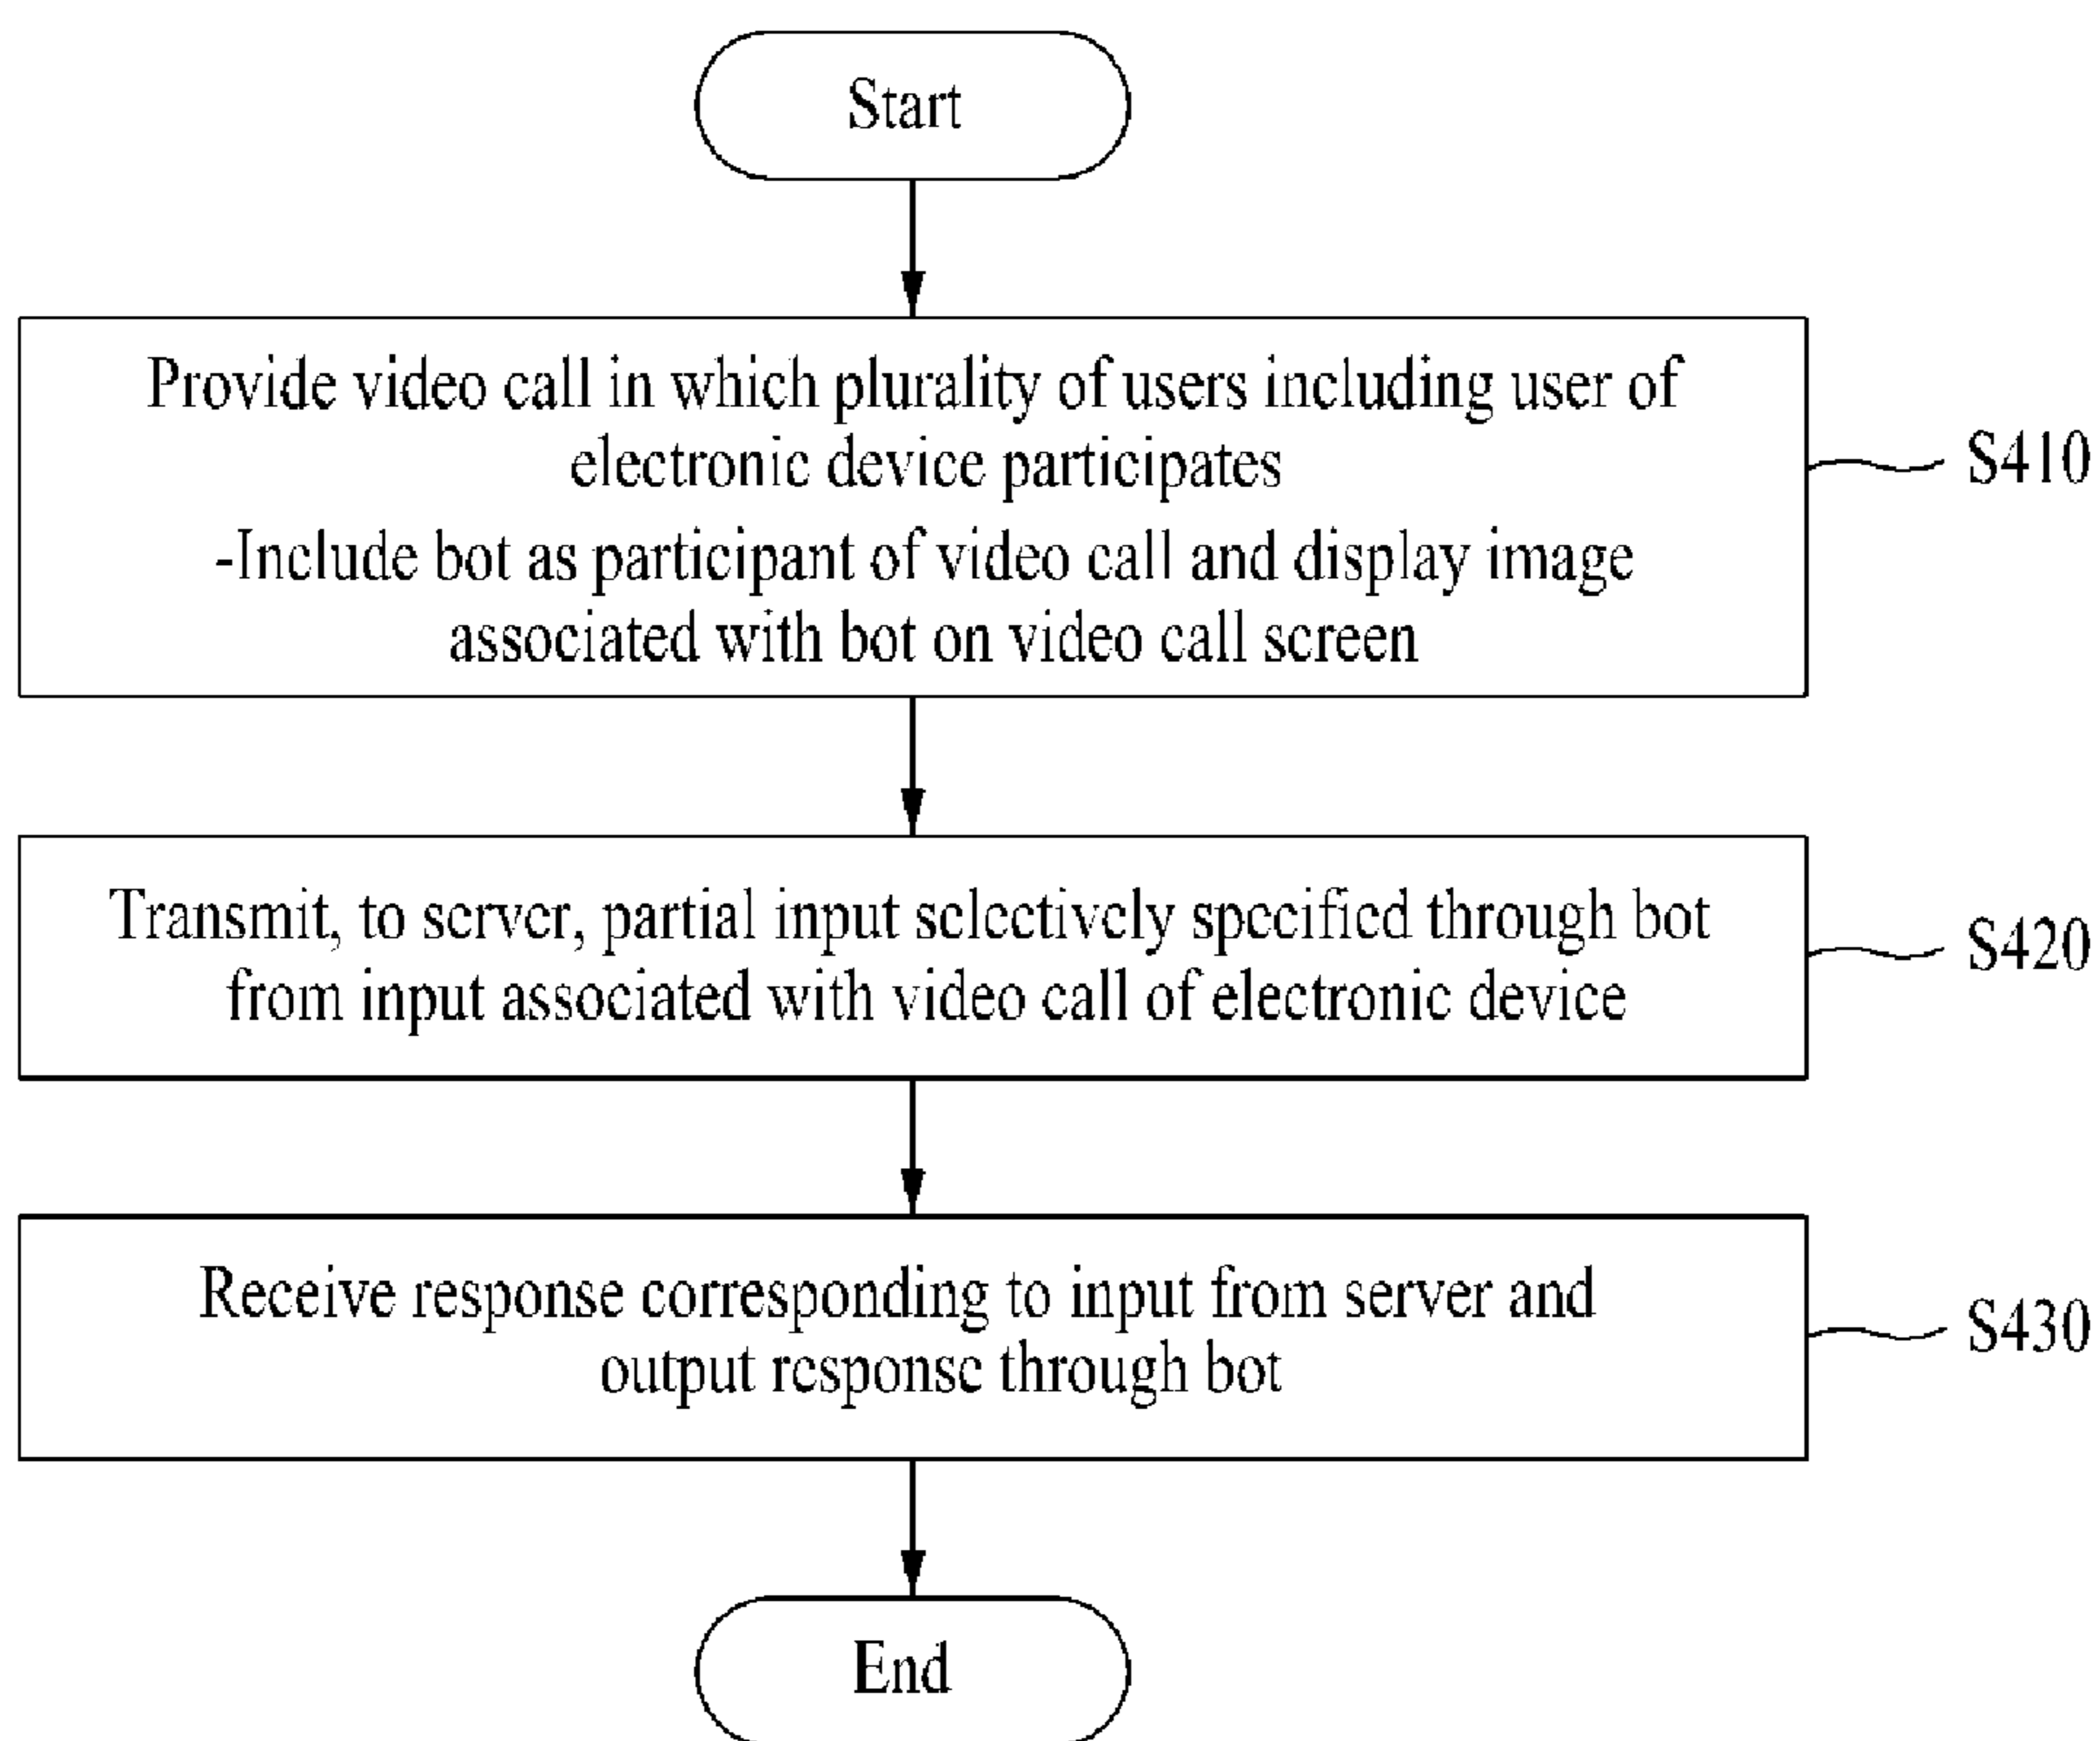 Start
Provide video call in which plurality of users including user of
electronic device participates
-Include bot as participant of video call and display image
associated with bot on video call screen
S410
Transmit, to server, partial input selectively specified through bot
from input associated with video call of electronic device
S420
Receive response corresponding to input from server and
output response through bot
S430
End